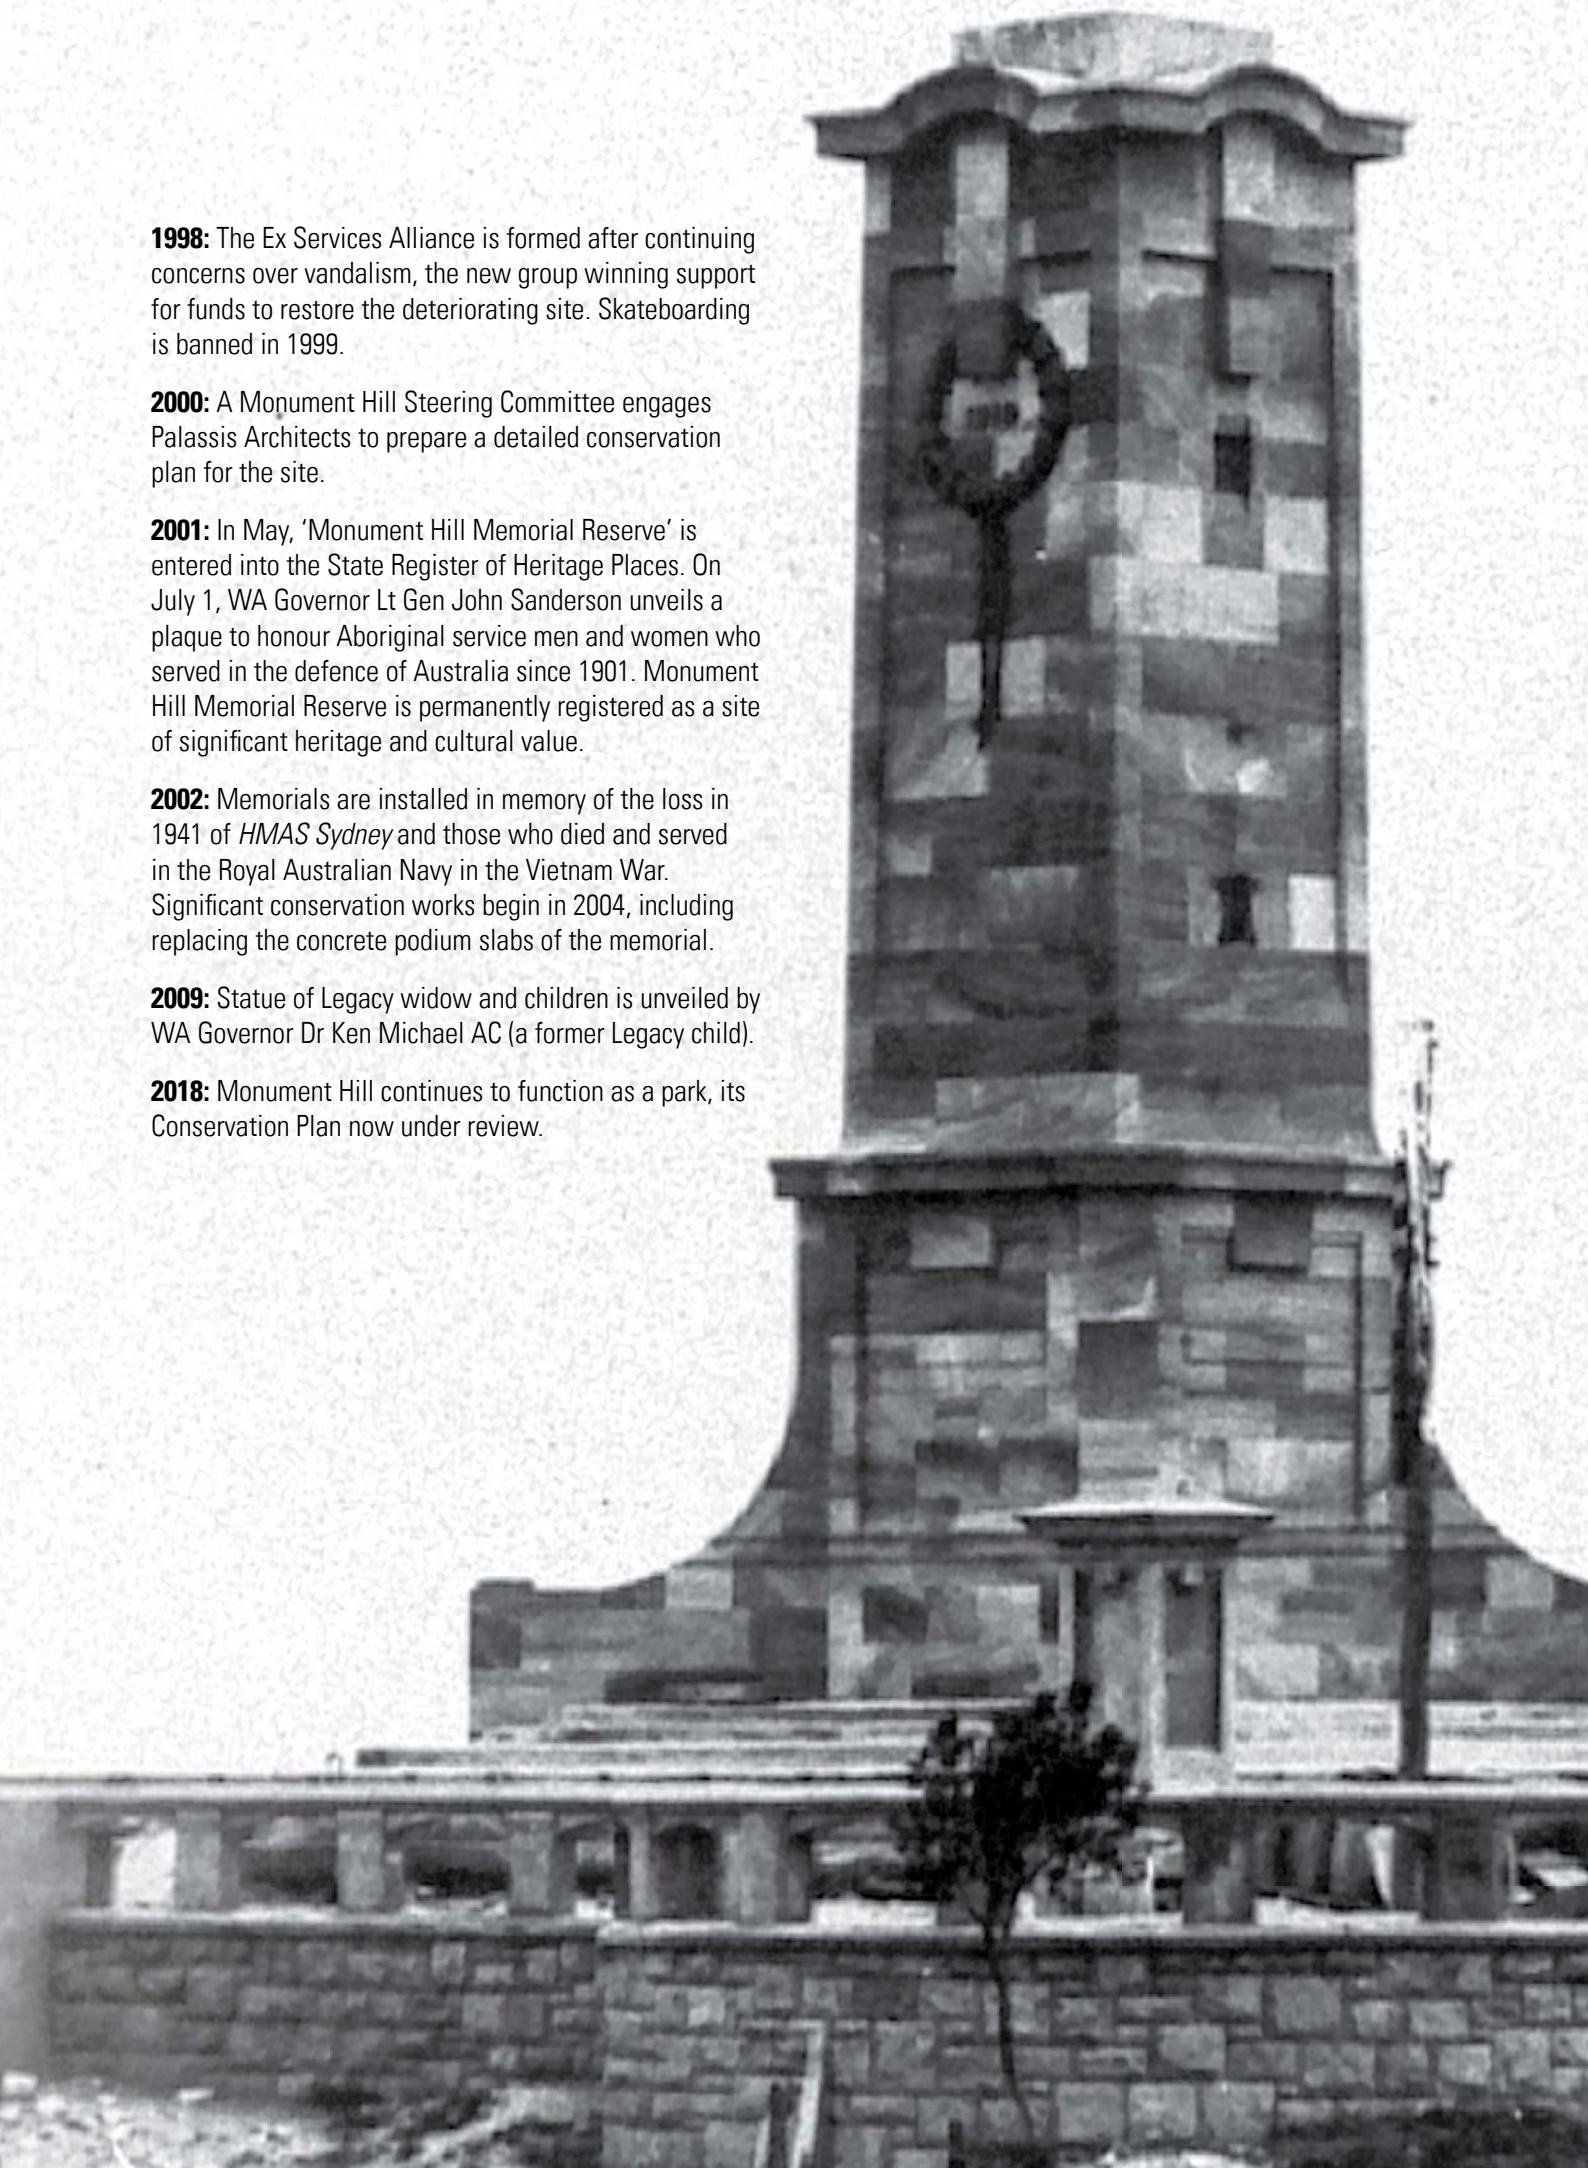 1998: The Ex Services Alliance is formed after continuing
concerns over vandalism, the new group winning support
for funds to restore the deteriorating site. Skateboarding
is banned in 1999.
2000: A Monument Hill Steering Committee engages
Palassis Architects to prepare a detailed conservation
plan for the site.
2001: In May, ‘Monument Hill Memorial Reserve’ is
entered into the State Register of Heritage Places. On
July 1, WA Governor Lt Gen John Sanderson unveils a
plaque to honour Aboriginal service men and women who
served in the defence of Australia since 1901. Monument
Hill Memorial Reserve is permanently registered as a site
of significant heritage and cultural value.
2002: Memorials are installed in memory of the loss in
1941 of HMAS Sydney and those who died and served
in the Royal Australian Navy in the Vietnam War.
Significant conservation works begin in 2004, including
replacing the concrete podium slabs of the memorial.
2009: Statue of Legacy widow and children is unveiled by
WA Governor Dr Ken Michael AC (a former Legacy child).
2018: Monument Hill continues to function as a park, its
Conservation Plan now under review.